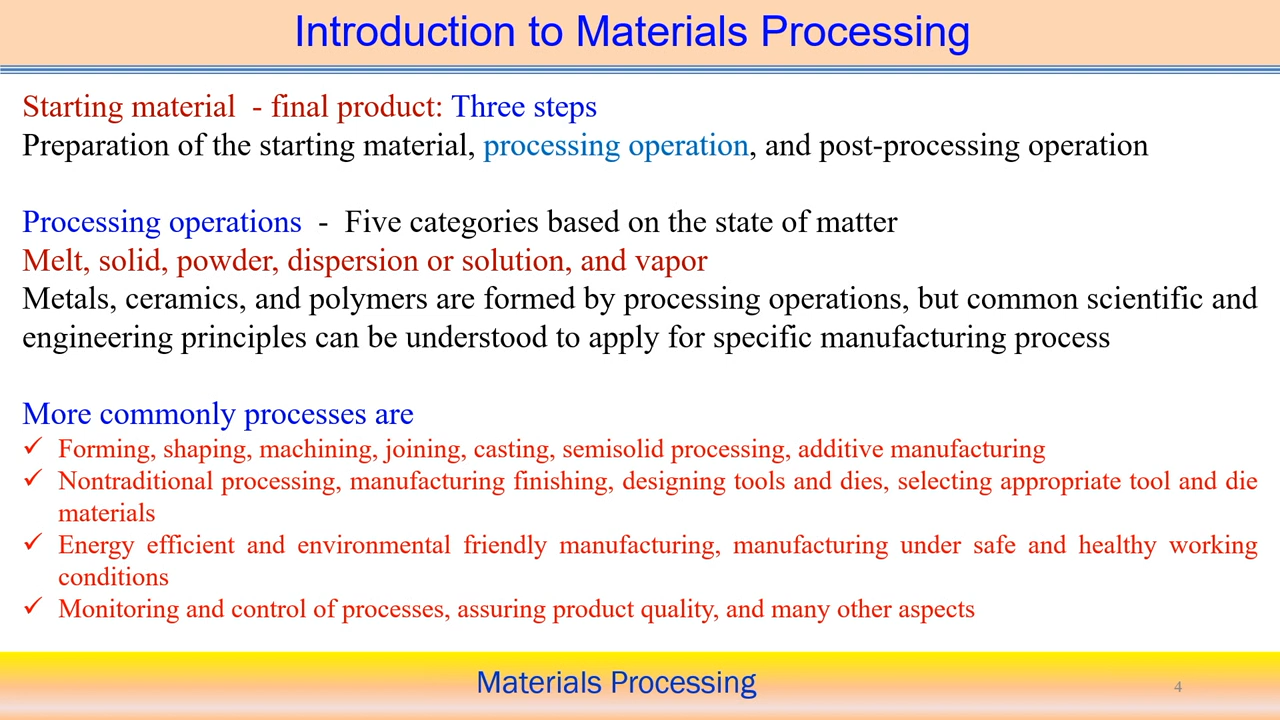 Introduction to Materials Processing
Starting material - final product: Three steps
Preparation of the starting material, processing operation, and post-processing operation
Processing operations - Five categories based on the state of matter
Melt, solid, powder, dispersion or solution, and vapor
Metals, ceramics, and polymers are formed by processing operations, but common scientific and
engineering principles can be understood to apply for specific manufacturing process
More commonly processes are
✓ Forming, shaping, machining, joining, casting, semisolid processing, additive manufacturing
✓ Nontraditional processing, manufacturing finishing, designing tools and dies, selecting appropriate tool and die
materials
✓ Energy efficient and environmental friendly manufacturing, manufacturing under safe and healthy working
conditions
✓ Monitoring and control of processes, assuring product quality, and many other aspects
Materials Processing
4